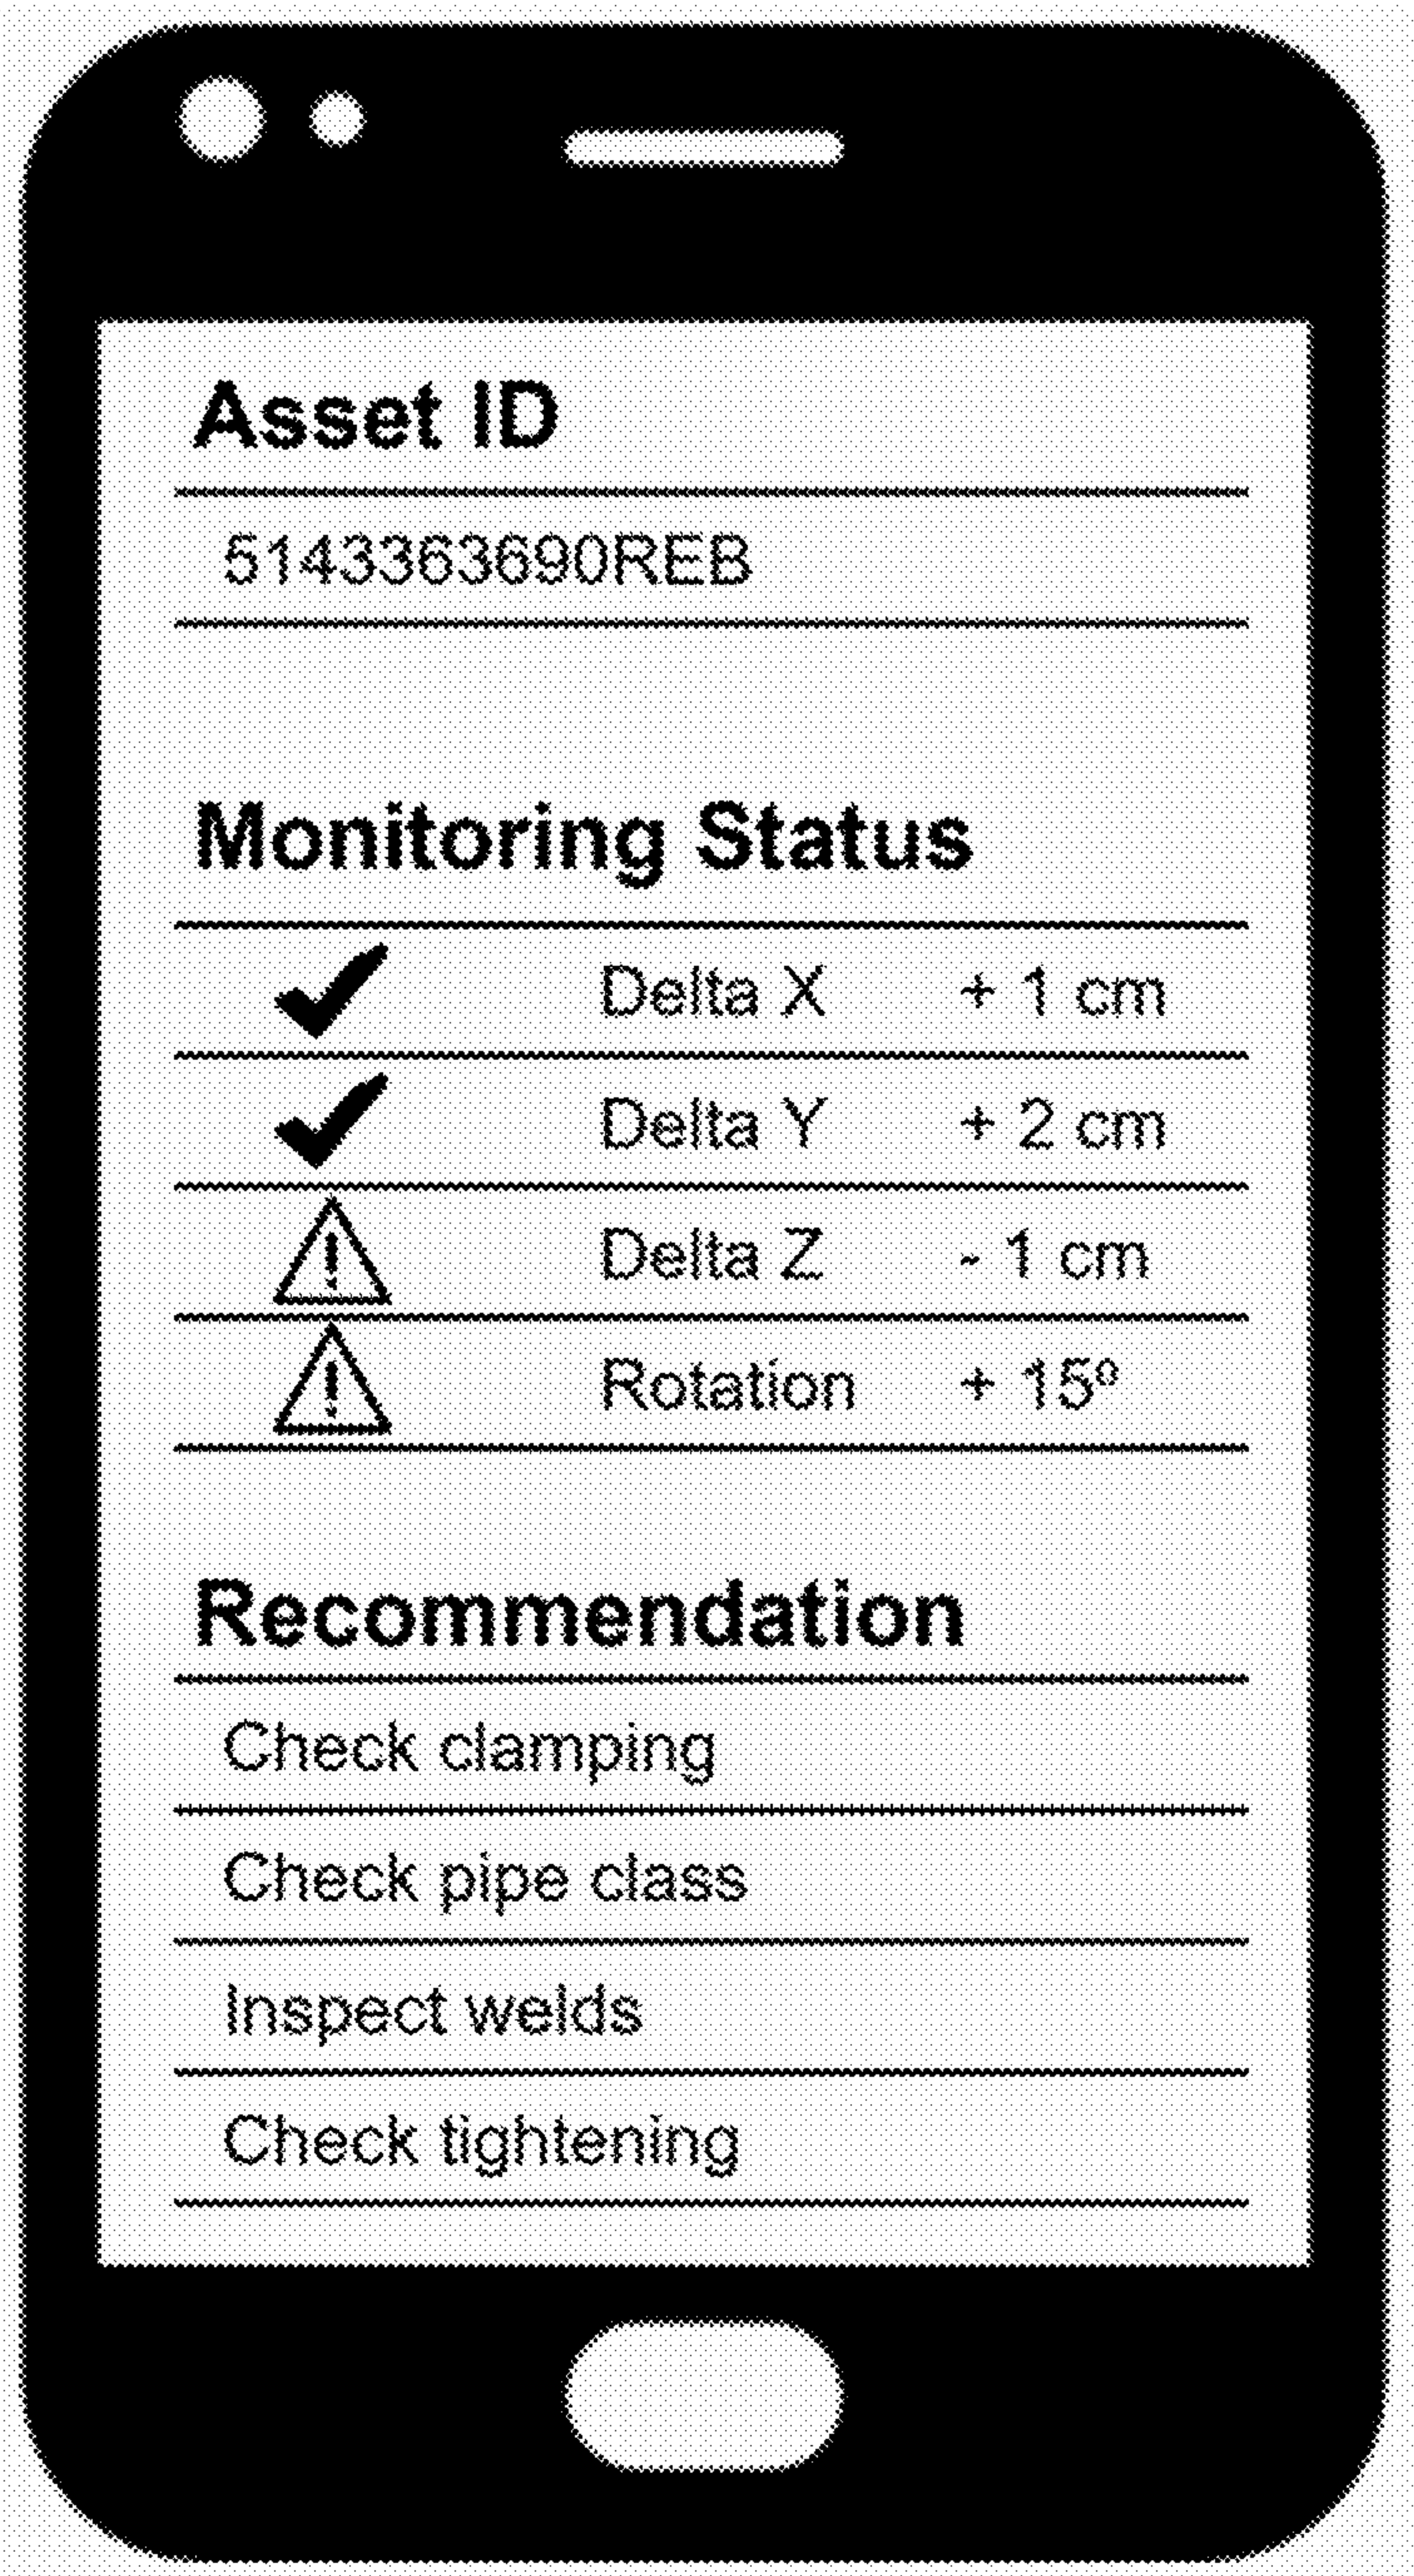 Asset ID
5143363690REB
Monitoring Status
Delta X + 1 cm
Delta Y + 2 cm
Delta Z - 1 cm
Rotation + 15º
Recommendation
Check clamping
Check pipe class
Inspect welds
Check tightening